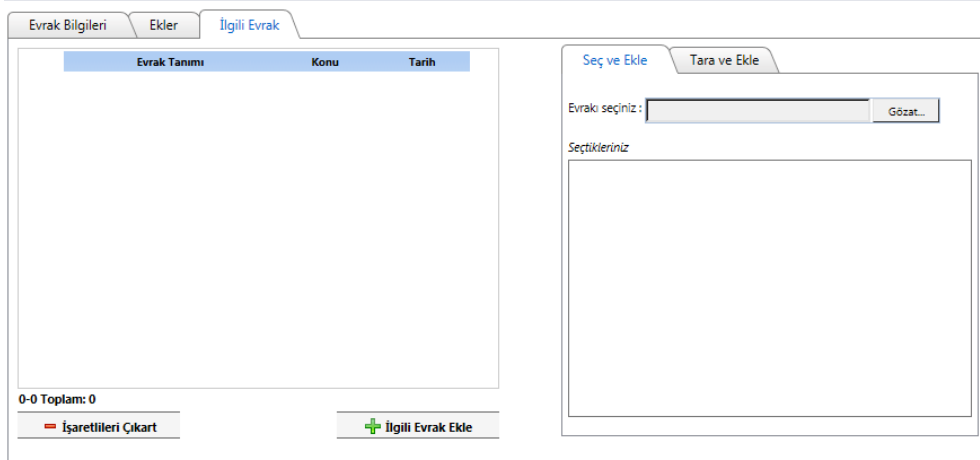 Evrak Bilgileri Ekler İlgili Evrak
Evrak Tanımı Konu Tarih
0-0 Toplam: 0
İşaretlileri Çıkart İlgili Evrak Ekle
Seç ve Ekle Tara ve Ekle
Evrakı seçiniz : Gözat...
Seçtikleriniz